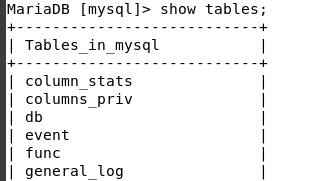 MariaDB [mysql]> show tables;
+---------------------------+
| Tables_in_mysql           |
+---------------------------+
| column_stats              |
| columns_priv              |
| db                        |
| event                     |
| func                      |
| general_log               |